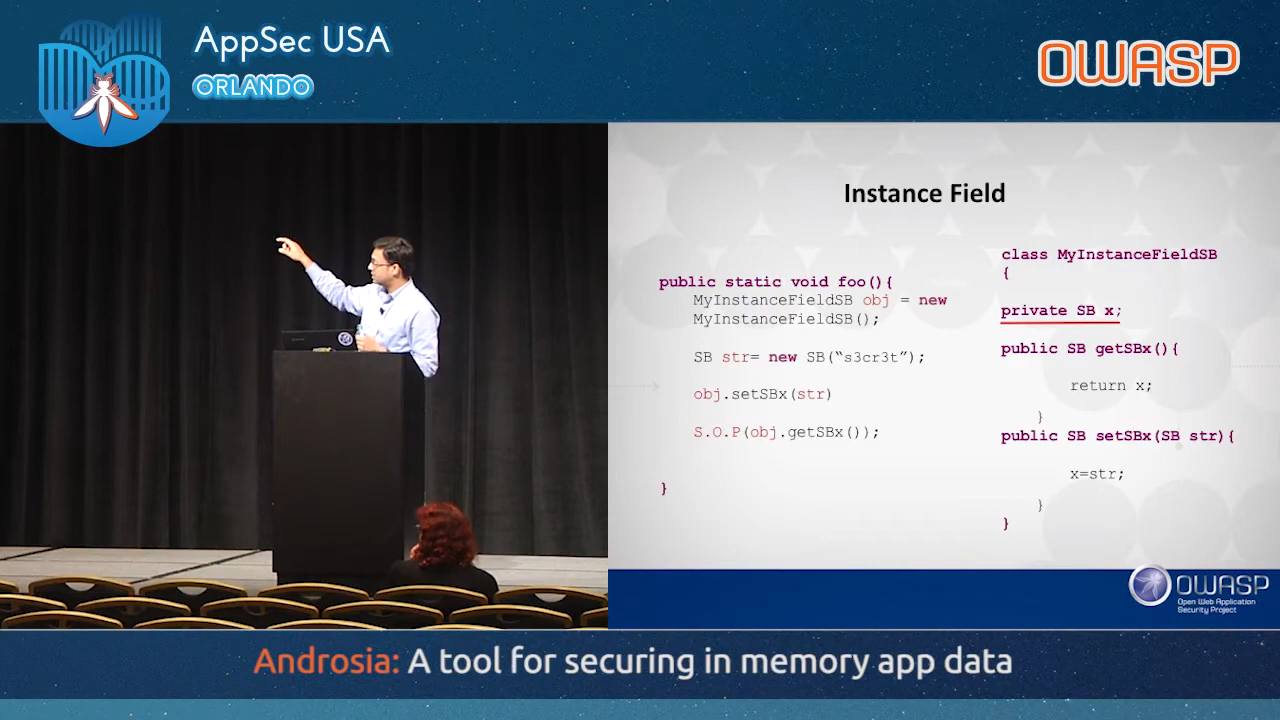 AppSec USA
ORLANDO
OWASP
Instance Field
public static void foo(){
MyInstanceFieldSB obj = new
MyInstanceFieldSB();
SB str= new SB(“s3cr3t”);
obj.setSBx(str)
S.O.P(obj.getSBx());
}
class MyInstanceFieldSB
{
private SB x;
public SB getSBx(){
return x;
}
public SB setSBx(SB str){
x=str;
}
}
OWASP
Open Web Application
Security Project
Androsia: A tool for securing in memory app data